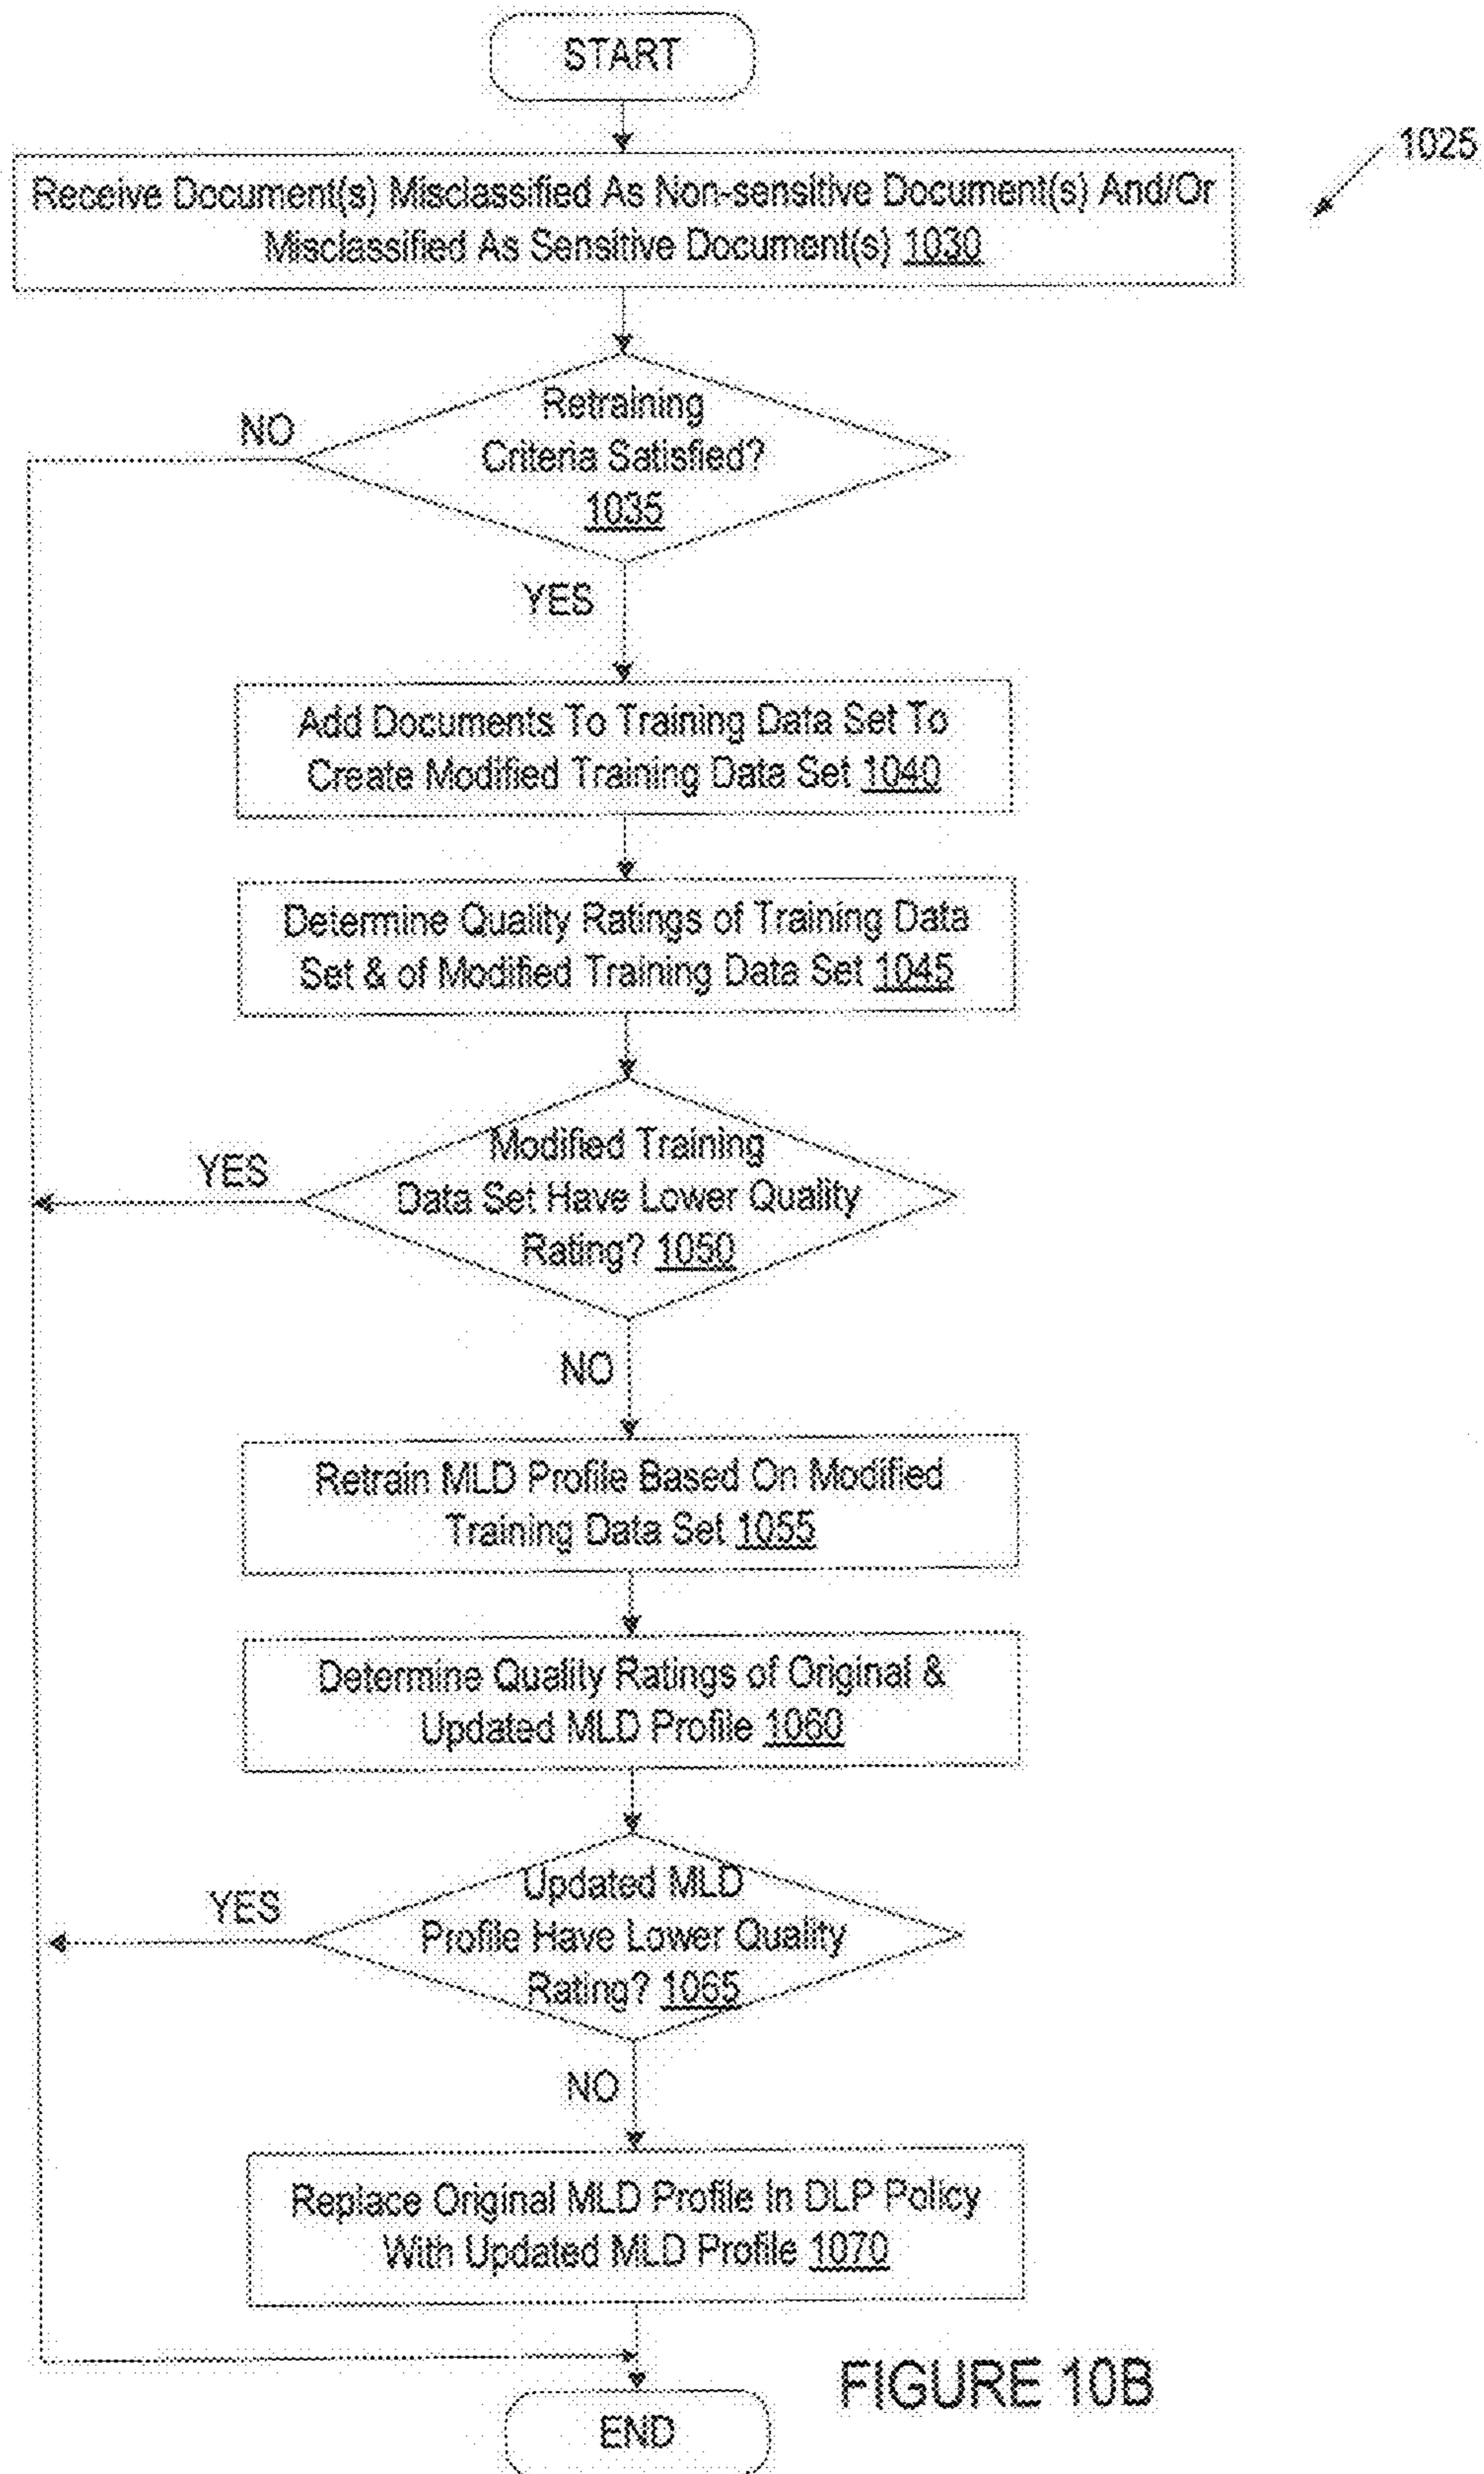 START
1025
Receive Document(s) Misclassified As Non-sensitive Document(s) And/Or
Misclassified As Sensitive Document(s) 1030
Retraining
Criteria Satisfied?
1035
NO
YES
Add Documents To Training Data Set To
Create Modified Training Data Set 1040
Determine Quality Ratings of Training Data
Set & of Modified Training Data Set 1045
Modified Training
Data Set Have Lower Quality
Rating? 1050
YES
NO
Retrain MLD Profile Based On Modified
Training Data Set 1055
Determine Quality Ratings of Original &
Updated MLD Profile 1060
Updated MLD
Profile Have Lower Quality
Rating? 1065
YES
NO
Replace Original MLD Profile In DLP Policy
With Updated MLD Profile 1070
END
FIGURE 10B